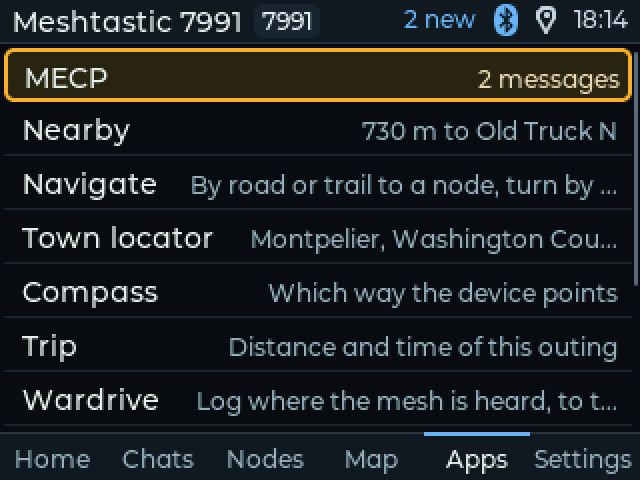 Meshtastic 7991 7991 2 new 18:14
MECP 2 messages
Nearby 730 m to Old Truck N
Navigate By road or trail to a node, turn by ...
Town locator Montpelier, Washington Cou...
Compass Which way the device points
Trip Distance and time of this outing
Wardrive Log where the mesh is heard, to t...
Home Chats Nodes Map Apps Settings